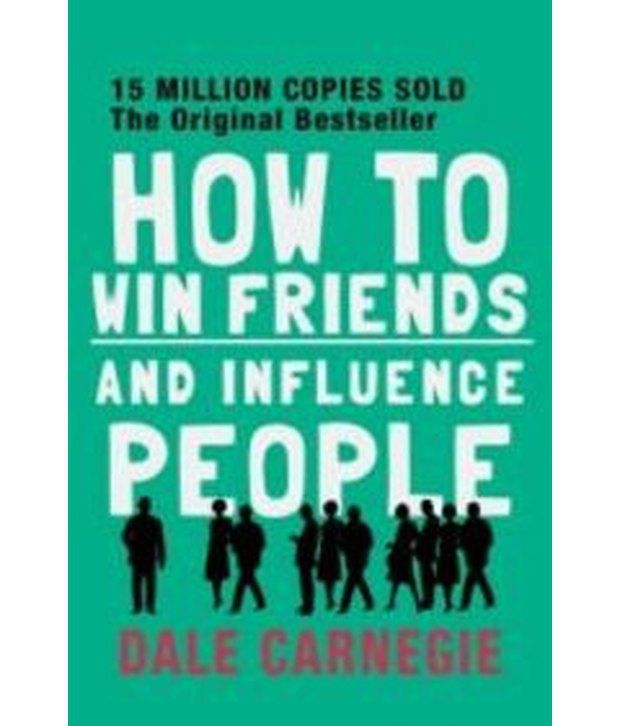 15 MILLION COPIES SOLD
The Original Bestseller
HOW TO
WIN FRIENDS
AND INFLUENCE
PEOPLE
DALE CARNEGIE